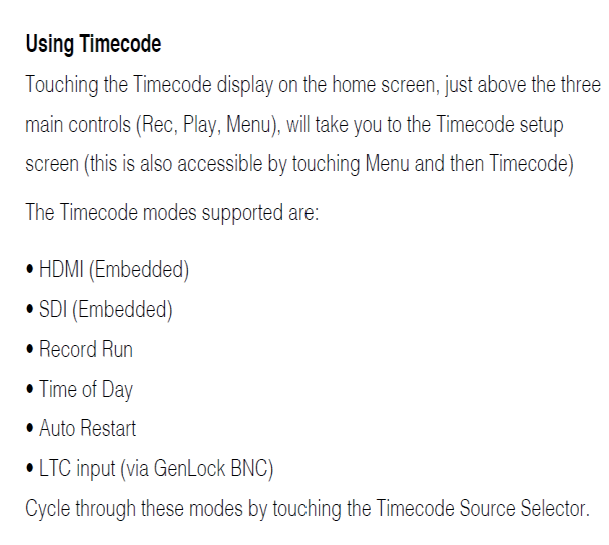 Using Timecode
Touching the Timecode display on the home screen, just above the three
main controls (Rec, Play, Menu), will take you to the Timecode setup
screen (this is also accessible by touching Menu and then Timecode)
The Timecode modes supported are:
• HDMI (Embedded)
• SDI (Embedded)
• Record Run
• Time of Day
• Auto Restart
• LTC input (via GenLock BNC)
Cycle through these modes by touching the Timecode Source Selector.